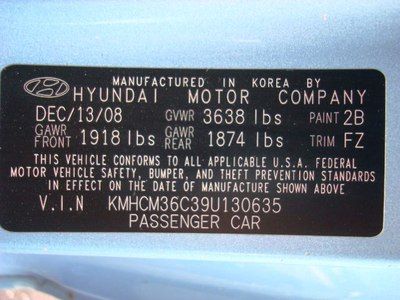 MANUFACTURED IN KOREA BY
HYUNDAI MOTOR COMPANY
DEC/13/08 GVWR 3638 lbs PAINT 2B
GAWR FRONT 1918 lbs GAWR REAR 1874 lbs TRIM FZ
THIS VEHICLE CONFORMS TO ALL APPLICABLE U.S.A. FEDERAL
MOTOR VEHICLE SAFETY, BUMPER, AND THEFT PREVENTION STANDARDS
IN EFFECT ON THE DATE OF MANUFACTURE SHOWN ABOVE
V.I.N KMHCM36C39U130635
PASSENGER CAR